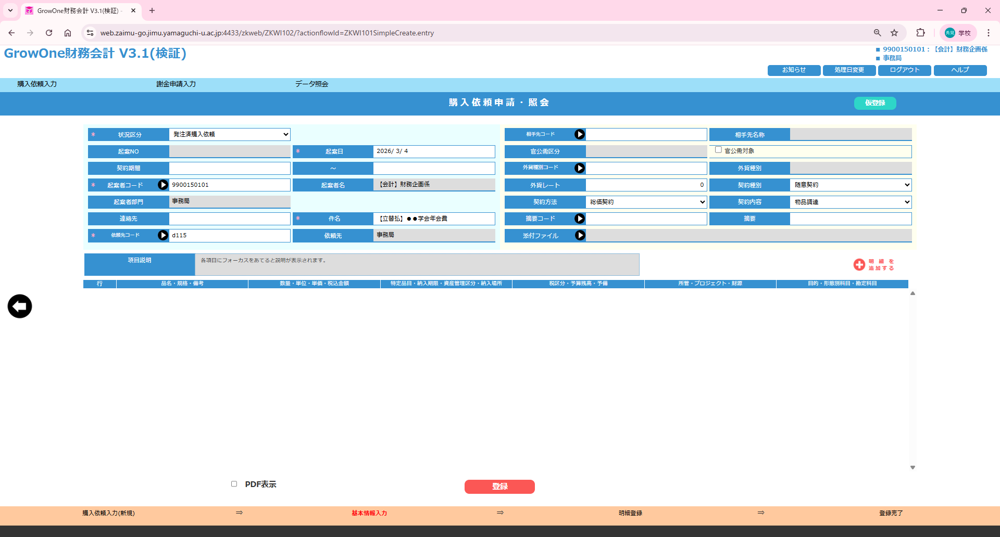 GrowOne財務会計 V3.1(検証) -
web.zaimu-go.jimu.yamaguchi-u.ac.jp:4433/zkweb/ZKWI102/?actionflowId=ZKWI101SimpleCreate.entry
秀見 学校
GrowOne財務会計 V3.1(検証)
■ 9900150101：【会計】財務企画係
■ 事務局
お知らせ 処理日変更 ログアウト ヘルプ
購入依頼入力 謝金申請入力 データ照会
購入依頼申請・照会 仮登録
* 状況区分 発注済購入依頼 相手先コード 相手先名称
起案NO * 起案日 2026/ 3/ 4 官公需区分 官公需対象
契約期間 ～ 外貨種別コード 外貨種別
* 起案者コード 9900150101 起案者名 【会計】財務企画係 外貨レート 0 契約種別 随意契約
起案者部門 事務局 契約方法 総価契約 契約内容 物品調達
連絡先 * 件名 【立替払】●●学会年会費 摘要コード 摘要
* 依頼先コード d115 依頼先 事務局 添付ファイル
項目説明 各項目にフォーカスをあてると説明が表示されます。 明細を
追加する
行 品名・規格・備考 数量・単位・単価・税込金額 特定品目・納入期限・資産管理区分・納入場所 税区分・予算残高・予備 所管・プロジェクト・財源 目的・形態別科目・勘定科目
PDF表示 登録
購入依頼入力(新規) ⇒ 基本情報入力 ⇒ 明細登録 ⇒ 登録完了